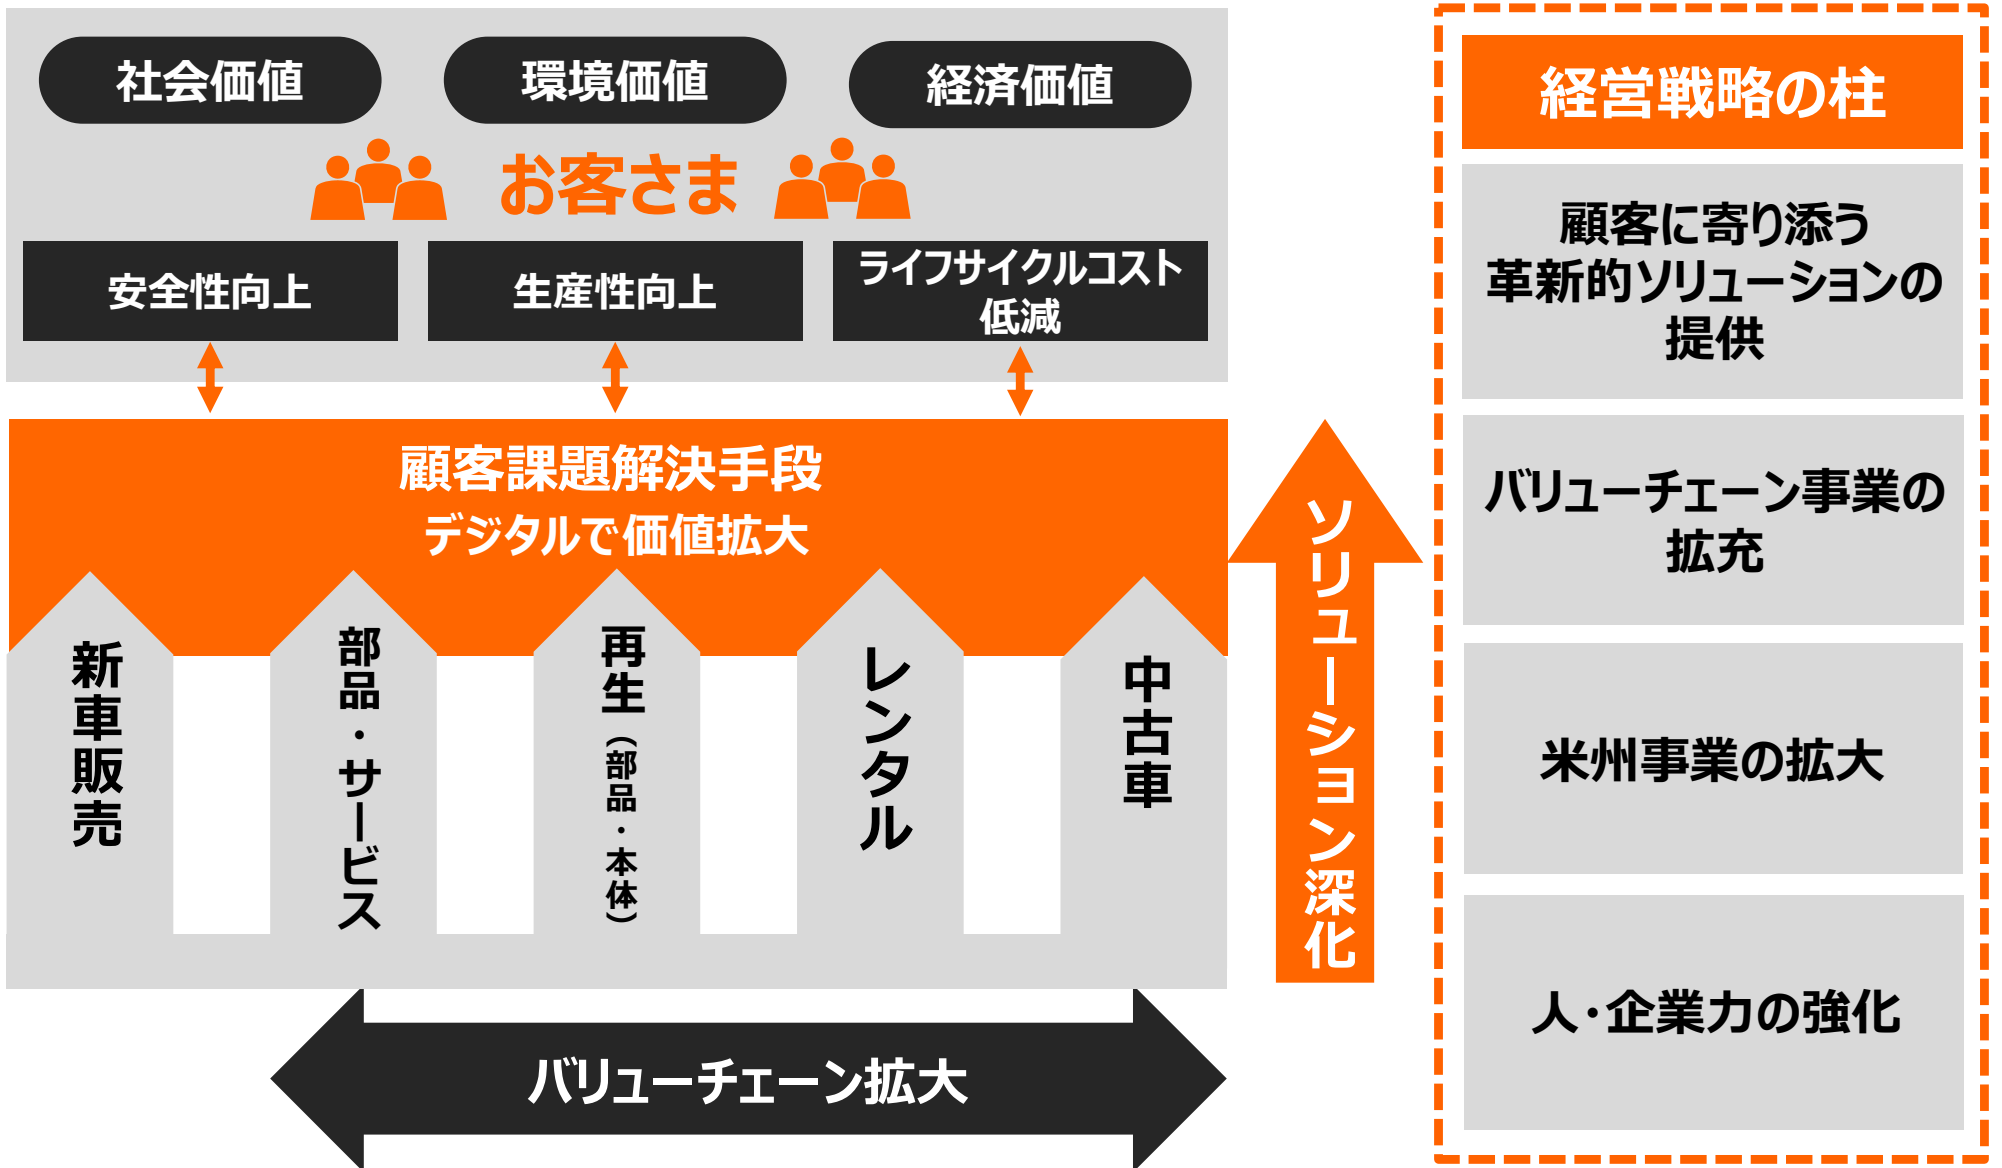 社会価値
環境価値
経済価値
お客さま
安全性向上
生産性向上
ライフサイクルコスト
低減
顧客課題解決手段
デジタルで価値拡大
新車販売
部品・サービス
再生（部品・本体）
レンタル
中古車
バリューチェーン拡大
ソリューション深化
経営戦略の柱
顧客に寄り添う
革新的ソリューションの
提供
バリューチェーン事業の
拡充
米州事業の拡大
人・企業力の強化